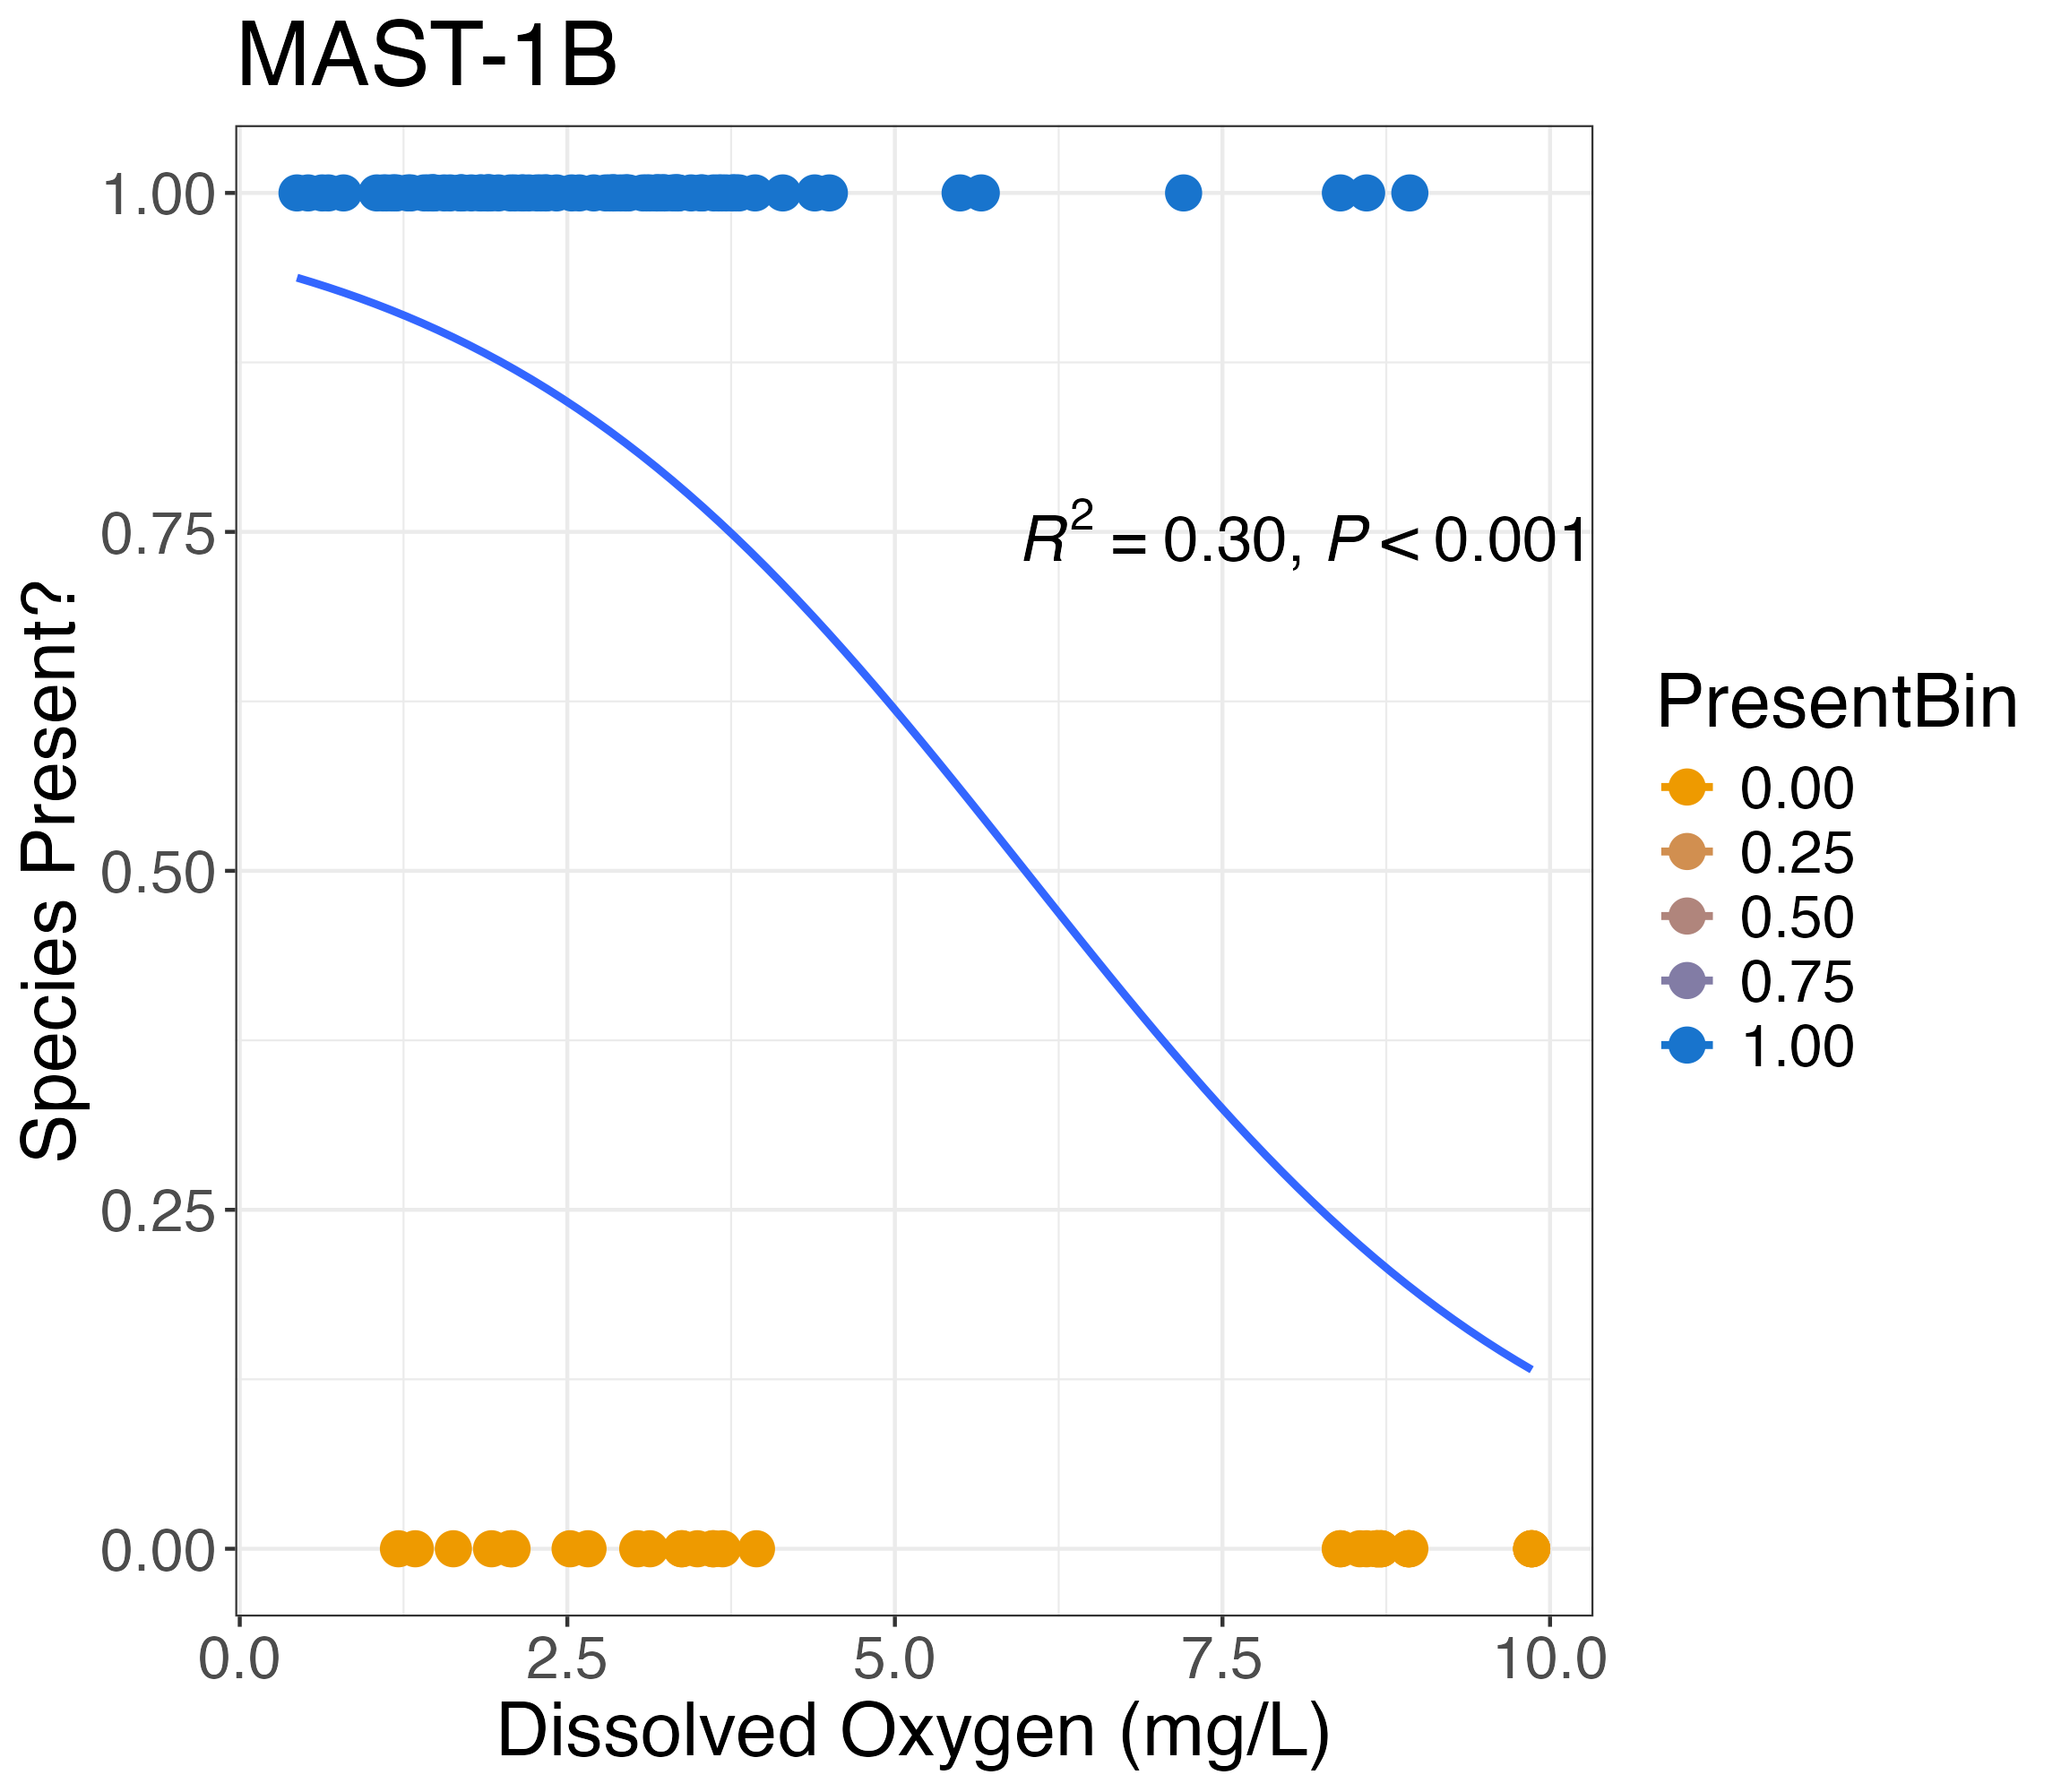 MAST-1B
1.00
0.75
0.50
0.25
0.00
Species Present?
R² = 0.30, P < 0.001
0.0 2.5 5.0 7.5 10.0
Dissolved Oxygen (mg/L)
PresentBin
0.00
0.25
0.50
0.75
1.00